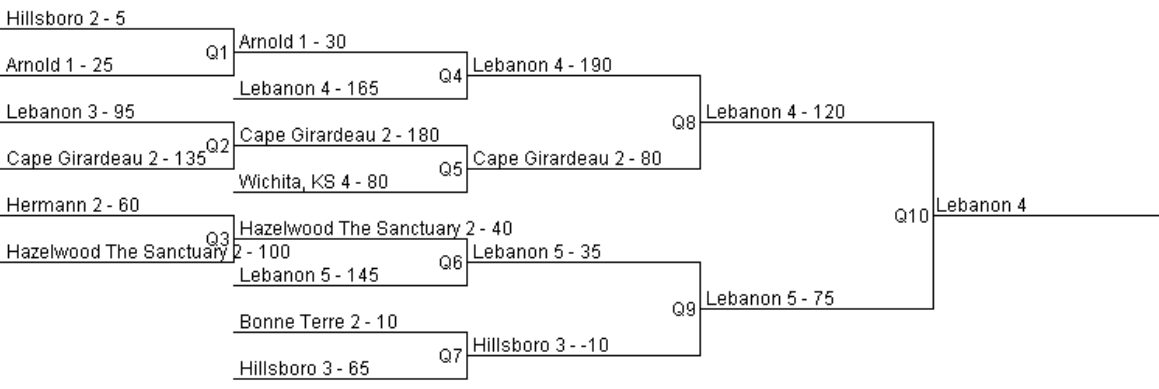 Hillsboro 2 - 5
Arnold 1 - 30
Q1
Arnold 1 - 25
Lebanon 4 - 190
Q4
Lebanon 4 - 165
Lebanon 3 - 95
Lebanon 4 - 120
Q8
Cape Girardeau 2 - 180
Q2
Cape Girardeau 2 - 135
Cape Girardeau 2 - 80
Q5
Wichita, KS 4 - 80
Hermann 2 - 60
Lebanon 4
Q10
Hazelwood The Sanctuary 2 - 40
Q3
Hazelwood The Sanctuary 2 - 100
Lebanon 5 - 35
Q6
Lebanon 5 - 145
Lebanon 5 - 75
Q9
Bonne Terre 2 - 10
Hillsboro 3 - -10
Q7
Hillsboro 3 - 65